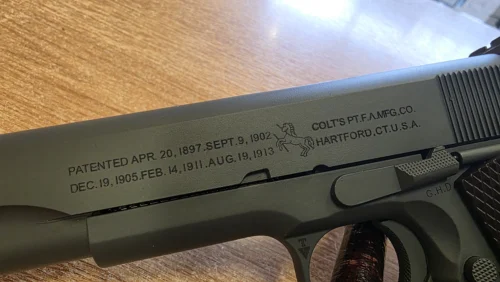 PATENTED APR. 20, 1897. SEPT. 9, 1902
DEC. 19, 1905. FEB. 14, 1911. AUG. 19, 1913
COLT'S PT. F. A. MFG. CO.
HARTFORD, CT. U. S. A.
G.H.D